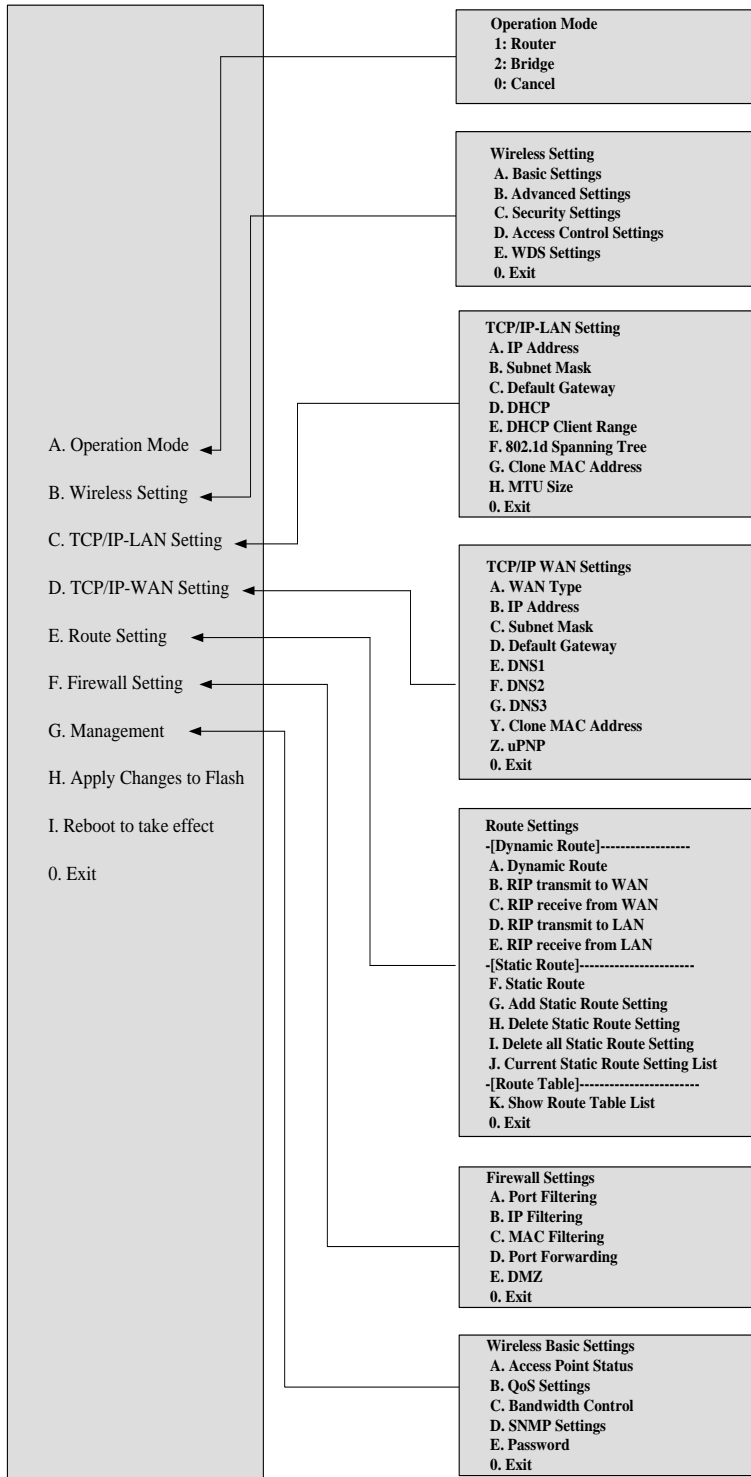 A. Operation Mode
B. Wireless Setting
C. TCP/IP-LAN Setting
D. TCP/IP-WAN Setting
E. Route Setting
F. Firewall Setting
G. Management
H. Apply Changes to Flash
I. Reboot to take effect
0. Exit
Operation Mode
1: Router
2: Bridge
0: Cancel
Wireless Setting
A. Basic Settings
B. Advanced Settings
C. Security Settings
D. Access Control Settings
E. WDS Settings
0. Exit
TCP/IP-LAN Setting
A. IP Address
B. Subnet Mask
C. Default Gateway
D. DHCP
E. DHCP Client Range
F. 802.1d Spanning Tree
G. Clone MAC Address
H. MTU Size
0. Exit
TCP/IP WAN Settings
A. WAN Type
B. IP Address
C. Subnet Mask
D. Default Gateway
E. DNS1
F. DNS2
G. DNS3
Y. Clone MAC Address
Z. uPNP
0. Exit
Route Settings
-[Dynamic Route]------------------
A. Dynamic Route
B. RIP transmit to WAN
C. RIP receive from WAN
D. RIP transmit to LAN
E. RIP receive from LAN
-[Static Route]-----------------------
F. Static Route
G. Add Static Route Setting
H. Delete Static Route Setting
I. Delete all Static Route Setting
J. Current Static Route Setting List
-[Route Table]------------------------
K. Show Route Table List
0. Exit
Firewall Settings
A. Port Filtering
B. IP Filtering
C. MAC Filtering
D. Port Forwarding
E. DMZ
0. Exit
Wireless Basic Settings
A. Access Point Status
B. QoS Settings
C. Bandwidth Control
D. SNMP Settings
E. Password
0. Exit